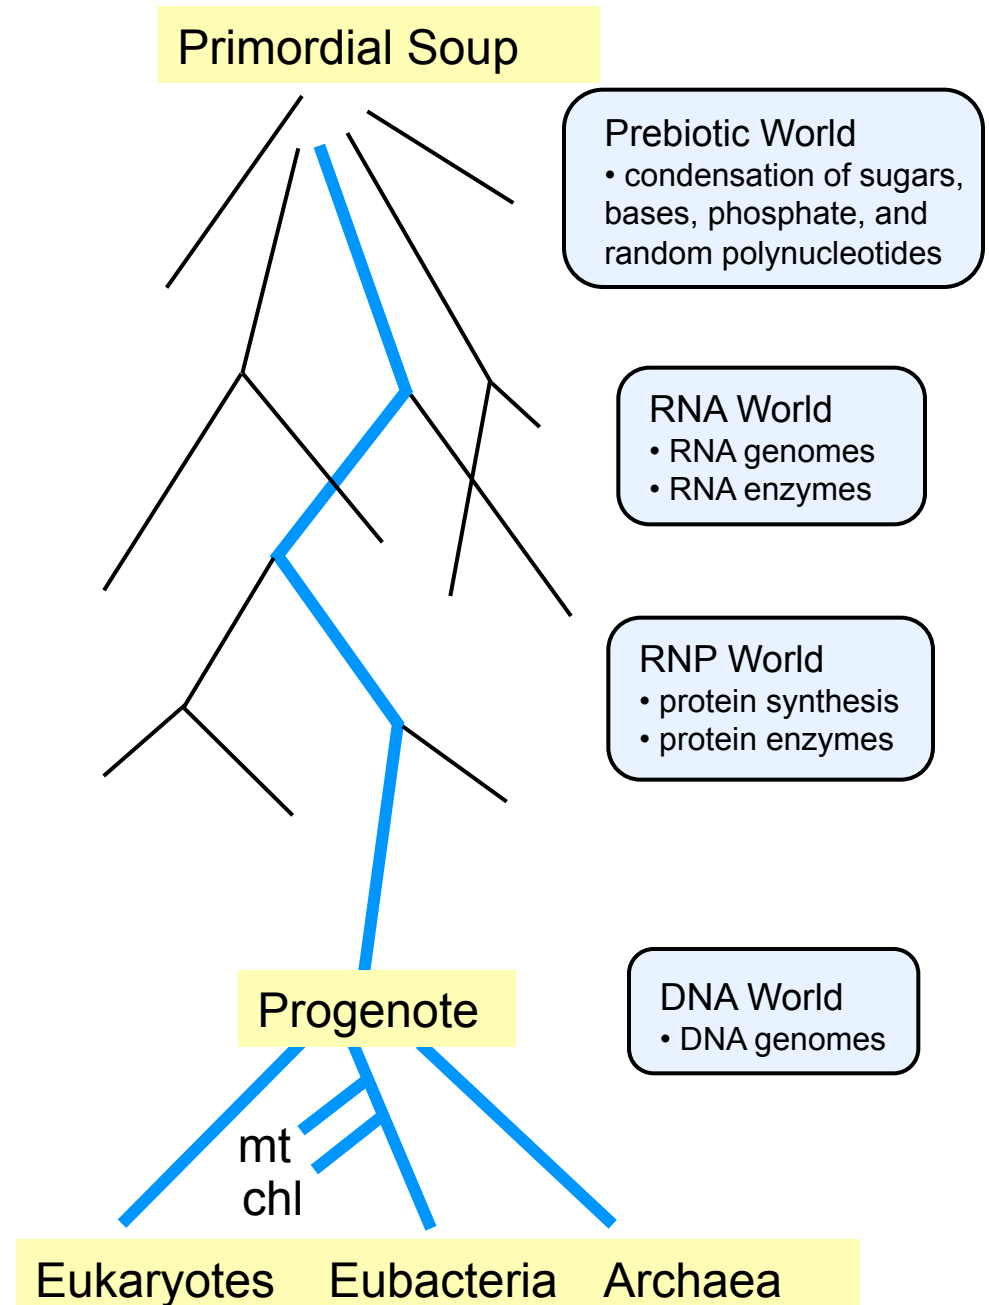 Primordial Soup
Prebiotic World
• condensation of sugars,
bases, phosphate, and
random polynucleotides
RNA World
• RNA genomes
• RNA enzymes
RNP World
• protein synthesis
• protein enzymes
Progenote
DNA World
• DNA genomes
mt
chl
Eukaryotes Eubacteria Archaea